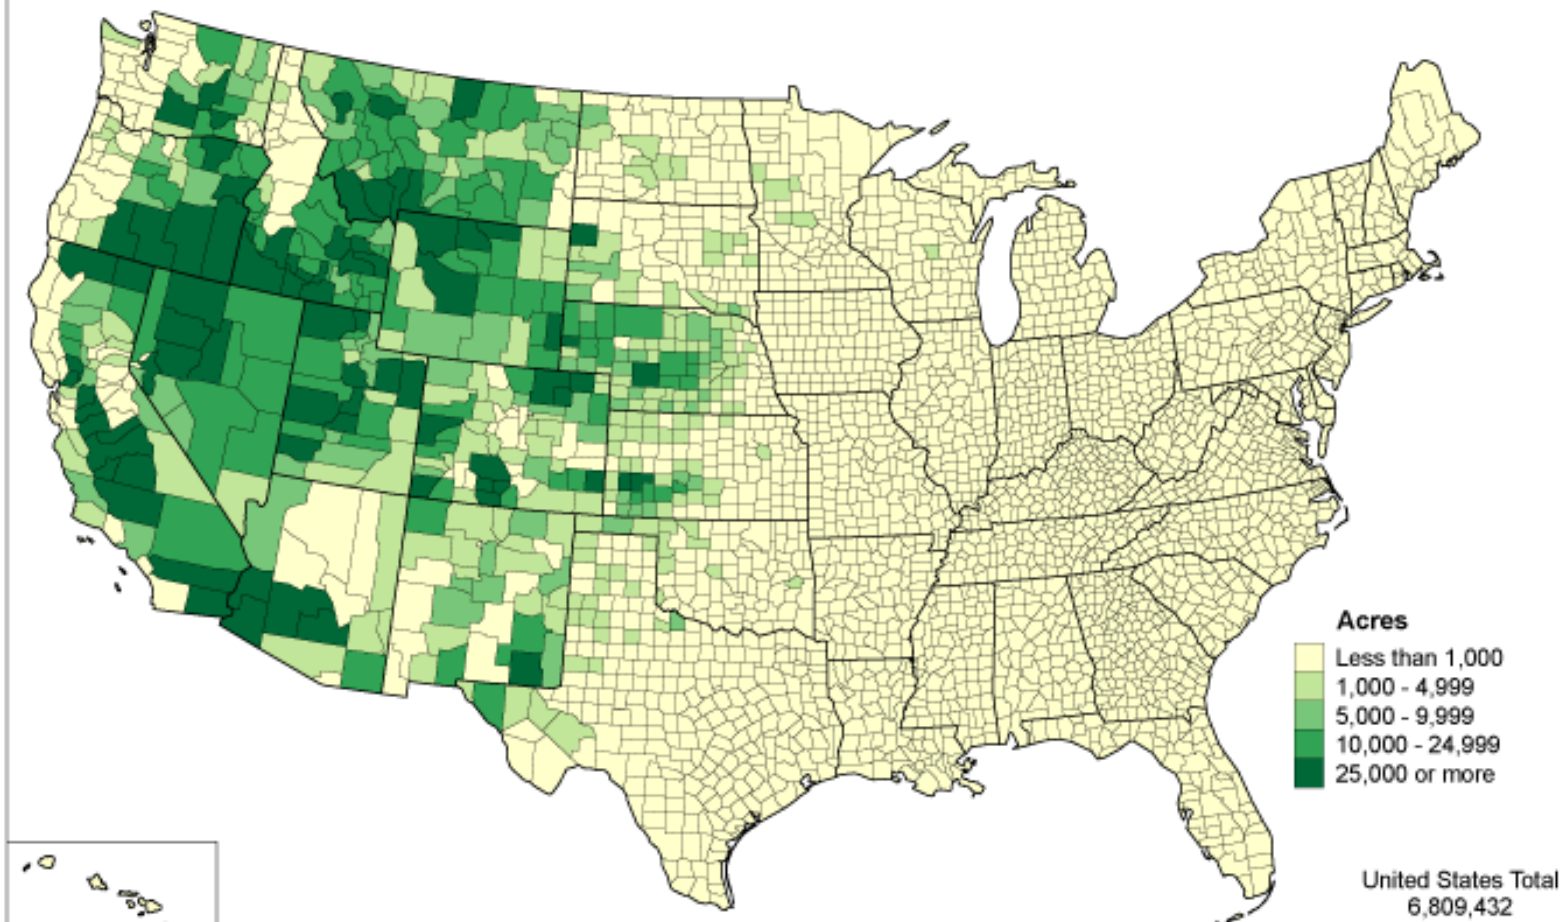 Acres
Less than 1,000
1,000 - 4,999
5,000 - 9,999
10,000 - 24,999
25,000 or more
United States Total
6,809,432